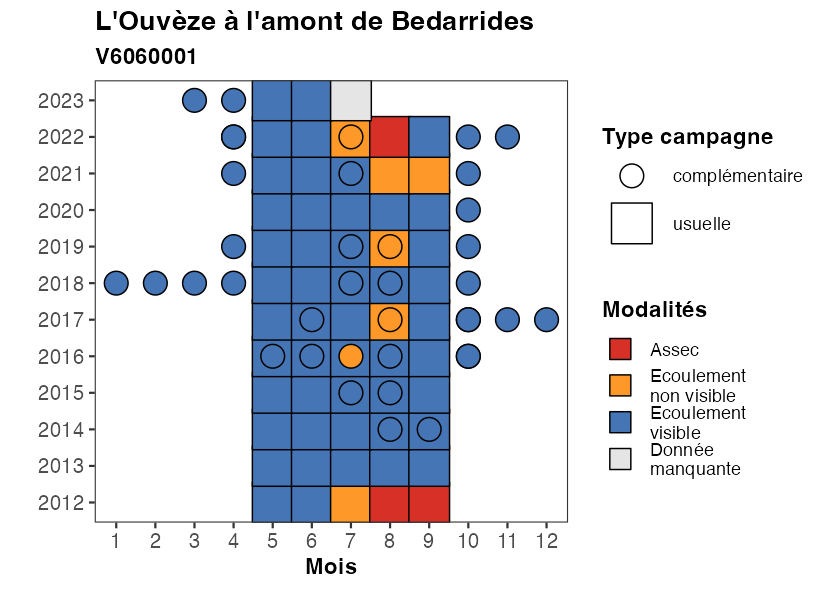 L'Ouvèze à l'amont de Bedarrides
V6060001
2023
2022
2021
2020
2019
2018
2017
2016
2015
2014
2013
2012
1 2 3 4 5 6 7 8 9 10 11 12
Mois
Type campagne
complémentaire
usuelle
Modalités
Assec
Ecoulement
non visible
Ecoulement
visible
Donnée
manquante